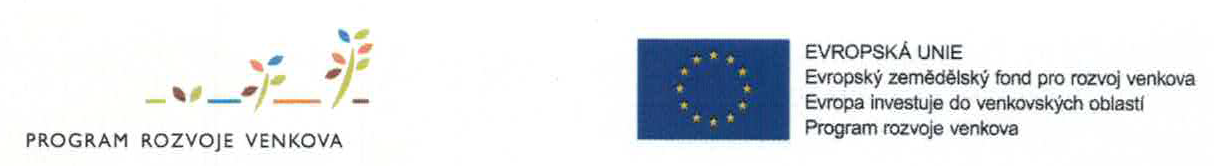 PROGRAM ROZVOJE VENKOVA
EVROPSKÁ UNIE
Evropský zemědělský fond pro rozvoj venkova
Evropa investuje do venkovských oblastí
Program rozvoje venkova